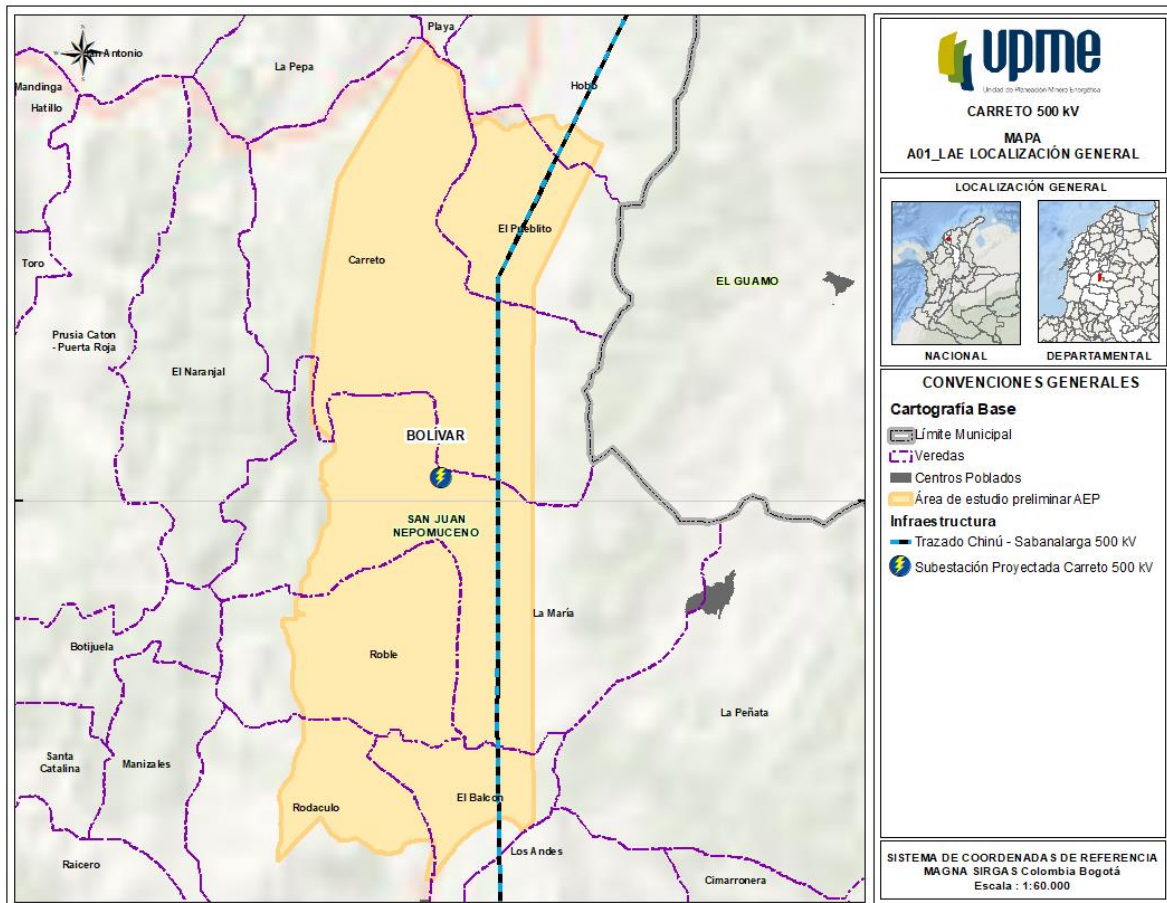 Playa
San Antonio
La Pepa
Mandinga
Hatillo
Hobo
El Pueblito
Carreto
Toro
EL GUAMO
Prusia Caton
- Puerta Roja
El Naranjal
BOLÍVAR
SAN JUAN
NEPOMUCENO
La María
Botijuela
Roble
La Peñata
Santa
Catalina
Manizales
Rodaculo
El Balcon
Los Andes
Raicero
Cimarronera
upme
Unidad de Planeación Minero Energética
CARRETO 500 kV
MAPA
A01_LAE LOCALIZACIÓN GENERAL
LOCALIZACIÓN GENERAL
NACIONAL
DEPARTAMENTAL
CONVENCIONES GENERALES
Cartografía Base
Límite Municipal
Veredas
Centros Poblados
Área de estudio preliminar AEP
Infraestructura
Trazado Chinú - Sabanalarga 500 kV
Subestación Proyectada Carreto 500 kV
SISTEMA DE COORDENADAS DE REFERENCIA
MAGNA SIRGAS Colombia Bogotá
Escala : 1:60.000